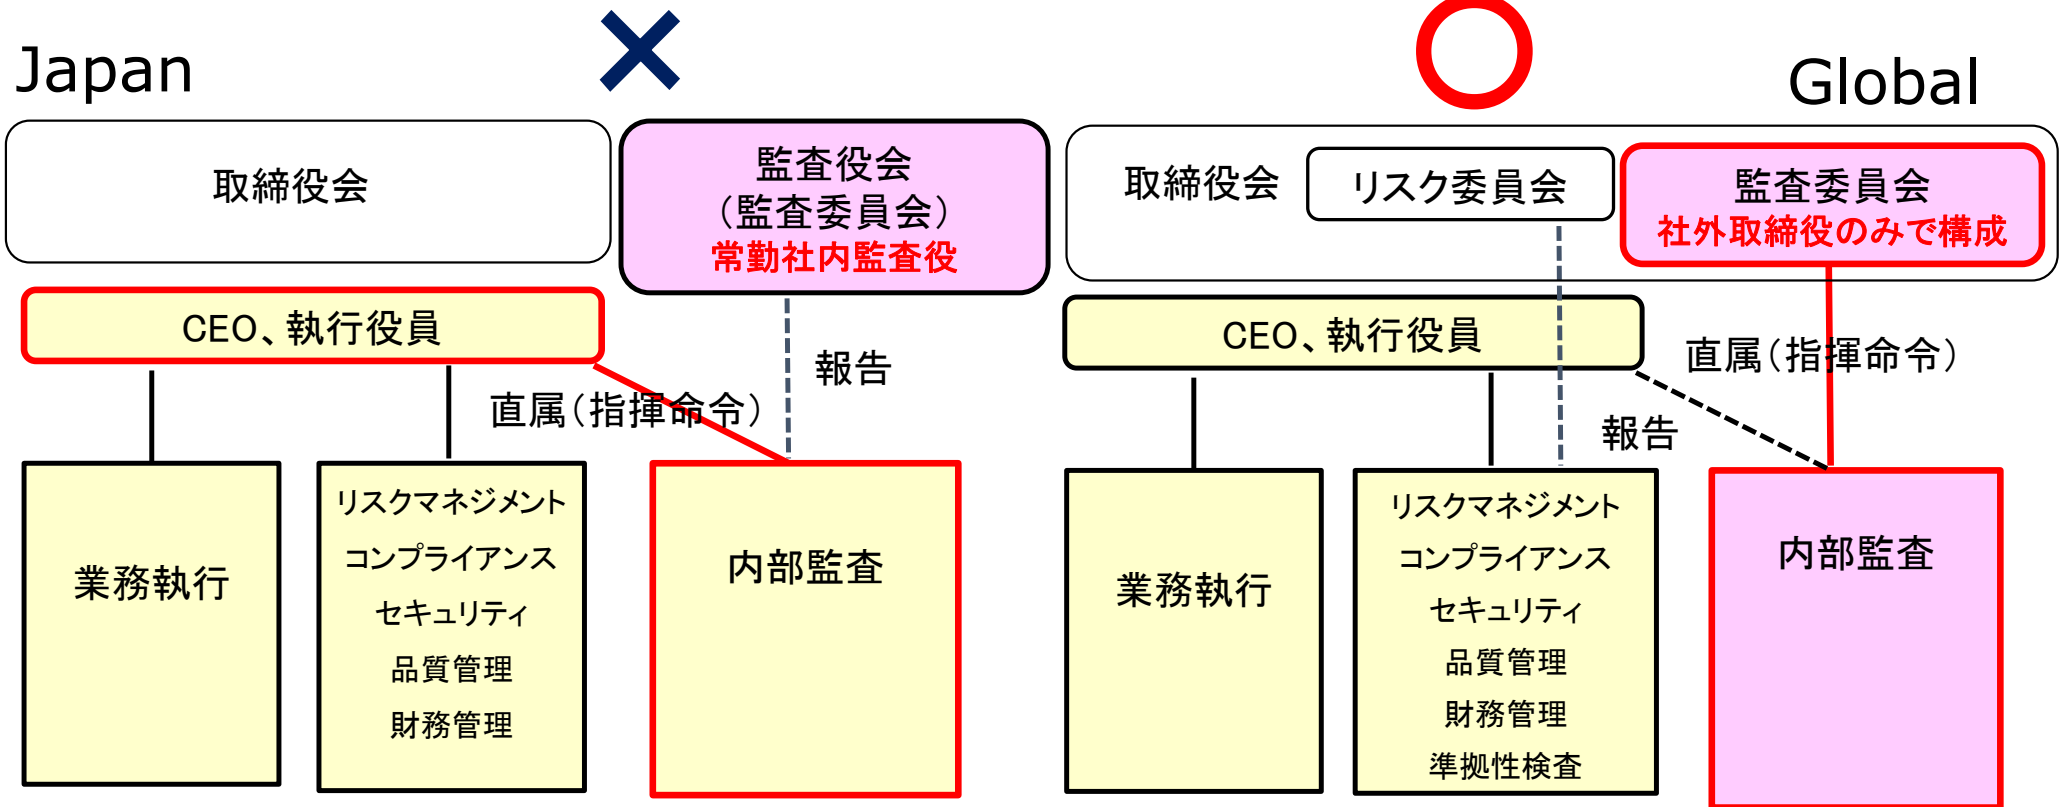 Japan
取締役会
監査役会
（監査委員会）
常勤社内監査役
CEO、執行役員
報告
直属（指揮命令）
業務執行
リスクマネジメント
コンプライアンス
セキュリティ
品質管理
財務管理
内部監査
Global
取締役会
リスク委員会
監査委員会
社外取締役のみで構成
CEO、執行役員
直属（指揮命令）
報告
業務執行
リスクマネジメント
コンプライアンス
セキュリティ
品質管理
財務管理
準拠性検査
内部監査